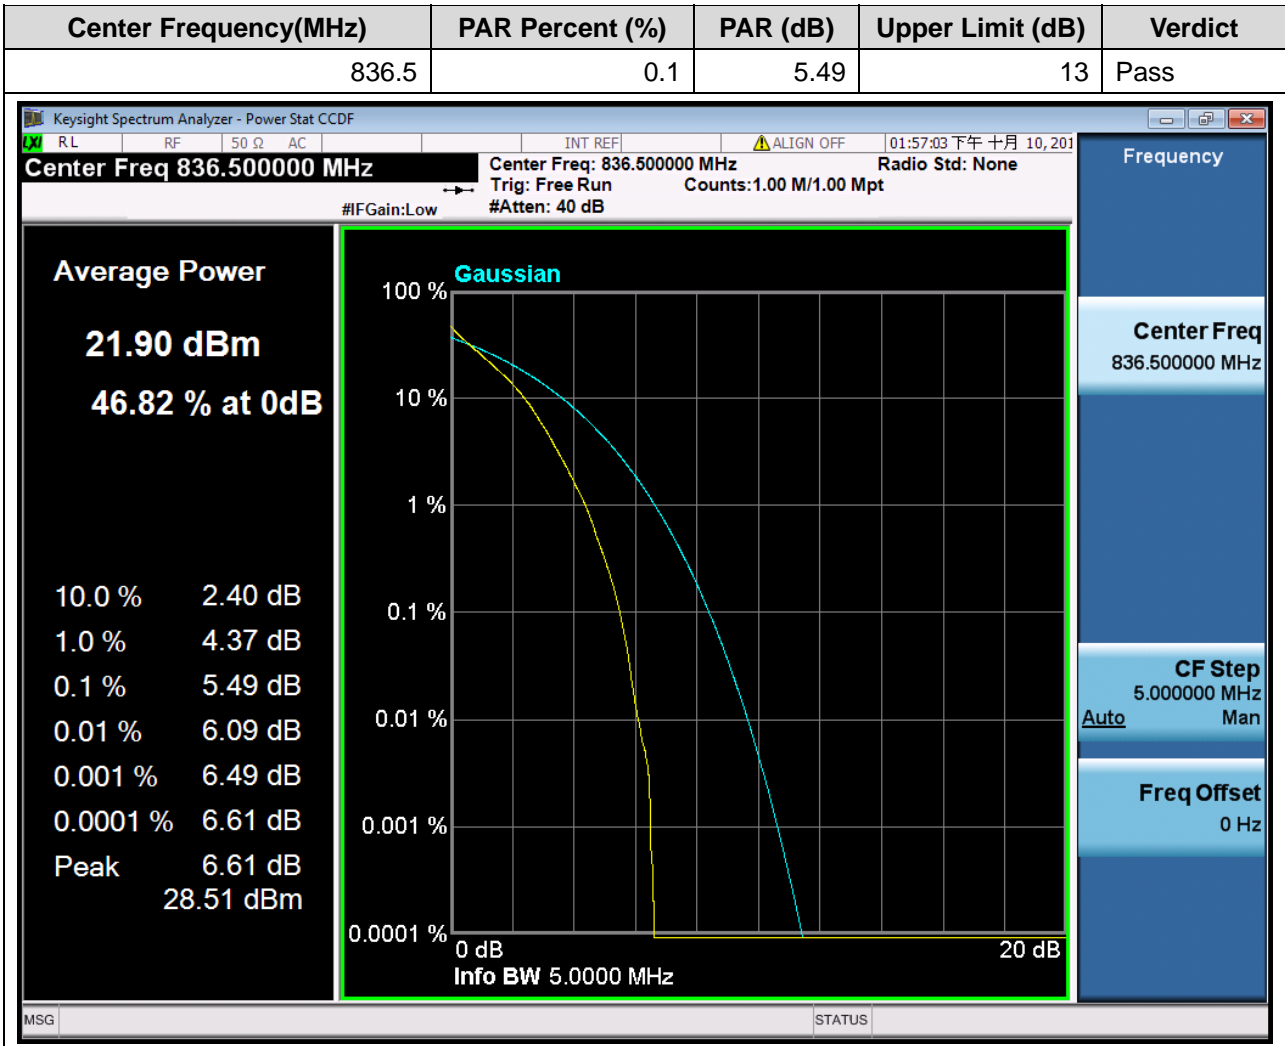 Center Frequency(MHz) PAR Percent (%) PAR (dB) Upper Limit (dB) Verdict
836.5 0.1 5.49 13 Pass
Keysight Spectrum Analyzer - Power Stat CCDF
LXI RL RF 50 Ω AC INT REF ALIGN OFF 01:57:03 下午 十月 10, 201
Center Freq 836.500000 MHz
Center Freq: 836.500000 MHz Radio Std: None
Trig: Free Run Counts:1.00 M/1.00 Mpt
#IFGain:Low #Atten: 40 dB
Frequency
Average Power
21.90 dBm
46.82 % at 0dB
10.0 % 2.40 dB
1.0 % 4.37 dB
0.1 % 5.49 dB
0.01 % 6.09 dB
0.001 % 6.49 dB
0.0001 % 6.61 dB
Peak 6.61 dB
28.51 dBm
Gaussian
100 %
10 %
1 %
0.1 %
0.01 %
0.001 %
0.0001 %
0 dB 20 dB
Info BW 5.0000 MHz
Center Freq
836.500000 MHz
CF Step
5.000000 MHz
Auto Man
Freq Offset
0 Hz
MSG STATUS